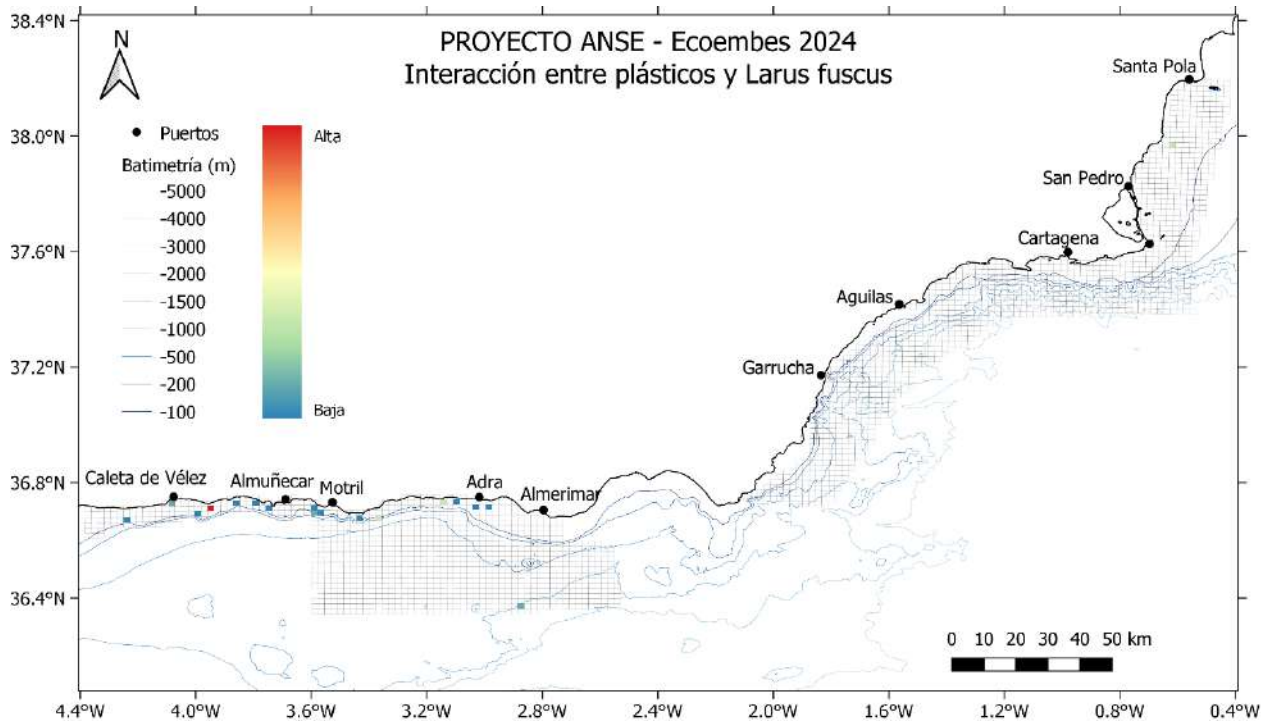 PROYECTO ANSE - Ecoembes 2024
Interacción entre plásticos y Larus fuscus
N
Puertos
Batimetría (m)
-5000
-4000
-3000
-2000
-1500
-1000
-500
-200
-100
Alta
Baja
Santa Pola
San Pedro
Cartagena
Aguilas
Garrucha
Caleta de Vélez
Almuñecar
Motril
Adra
Almerimar
38.4°N
38.0°N
37.6°N
37.2°N
36.8°N
36.4°N
0 10 20 30 40 50 km
4.4°W 4.0°W 3.6°W 3.2°W 2.8°W 2.4°W 2.0°W 1.6°W 1.2°W 0.8°W 0.4°W